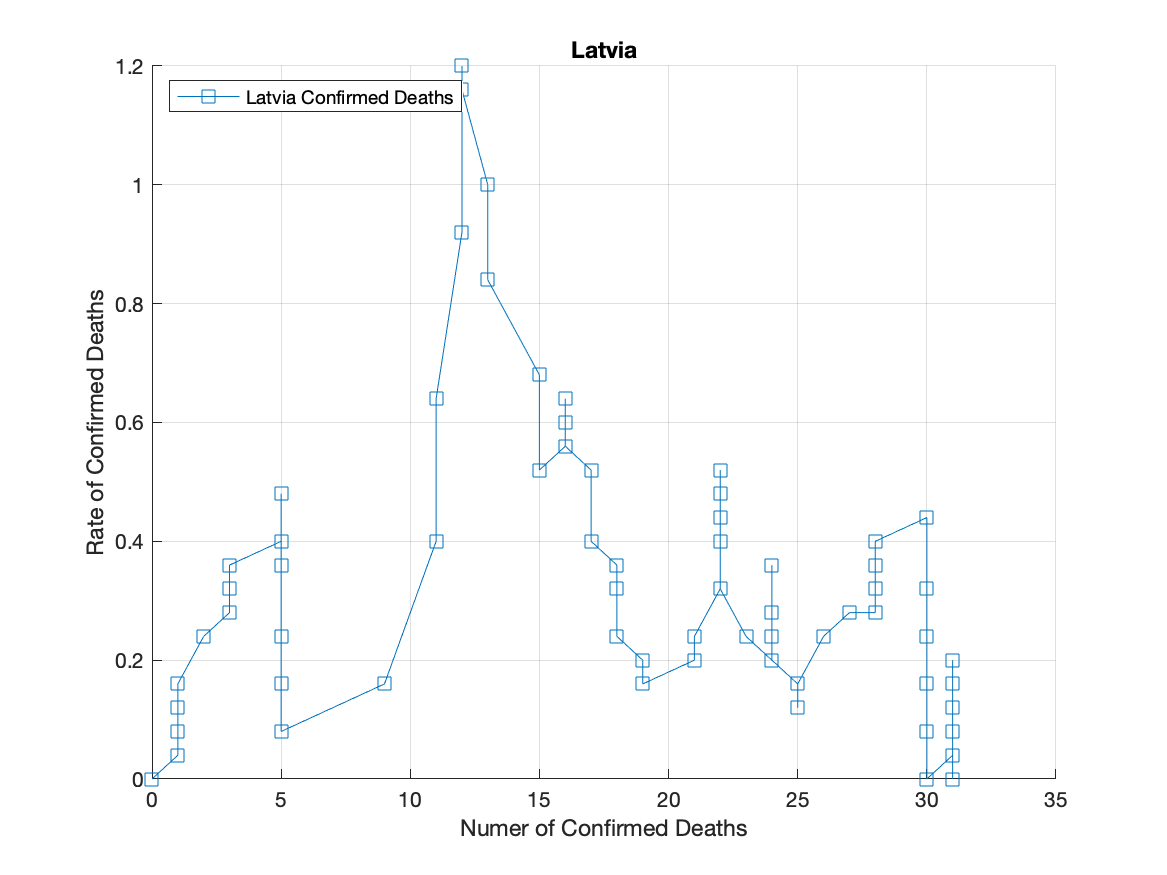 Latvia
Latvia Confirmed Deaths
1.2
1
0.8
0.6
0.4
0.2
0
Rate of Confirmed Deaths
0 5 10 15 20 25 30 35
Numer of Confirmed Deaths